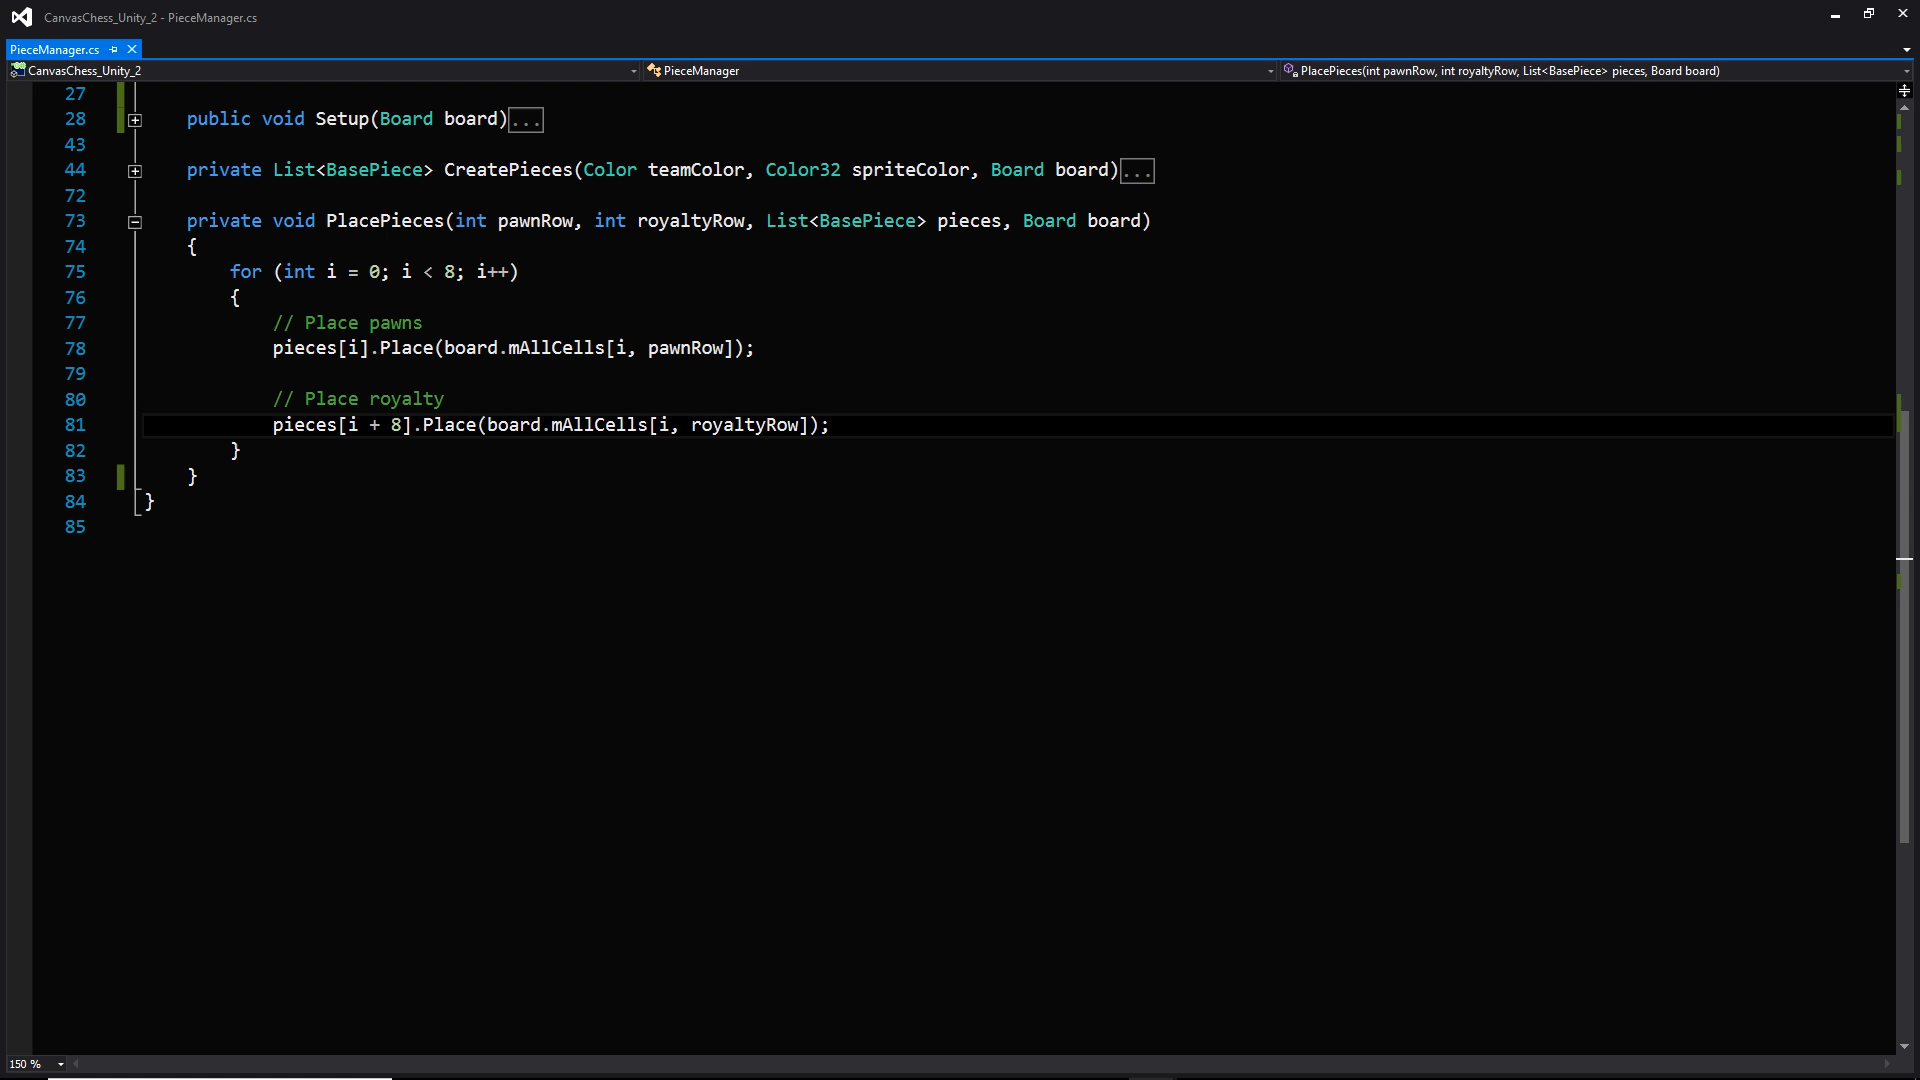 CanvasChess_Unity_2 - PieceManager.cs
PieceManager.cs
CanvasChess_Unity_2 PieceManager PlacePieces(int pawnRow, int royaltyRow, List<BasePiece> pieces, Board board)
27
28 public void Setup(Board board)...
43
44 private List<BasePiece> CreatePieces(Color teamColor, Color32 spriteColor, Board board)...
72
73 private void PlacePieces(int pawnRow, int royaltyRow, List<BasePiece> pieces, Board board)
74 {
75 for (int i = 0; i < 8; i++)
76 {
77 // Place pawns
78 pieces[i].Place(board.mAllCells[i, pawnRow]);
79
80 // Place royalty
81 pieces[i + 8].Place(board.mAllCells[i, royaltyRow]);
82 }
83 }
84 }
85
150 %